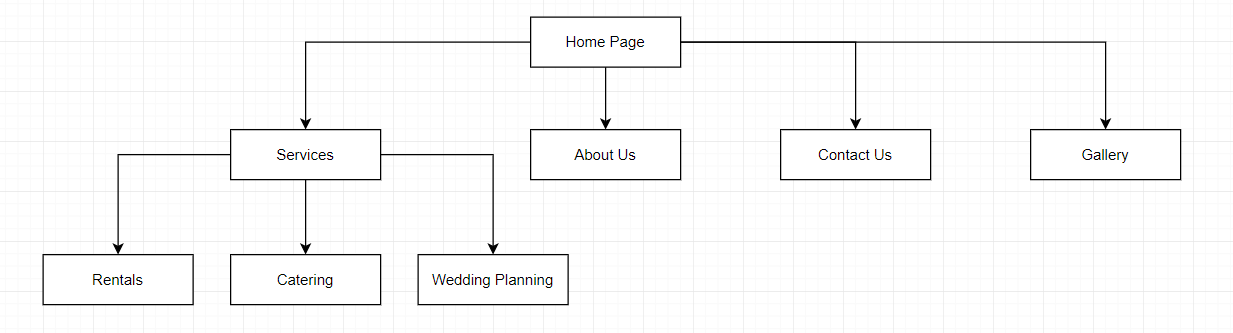 Home Page
Services
About Us
Contact Us
Gallery
Rentals
Catering
Wedding Planning